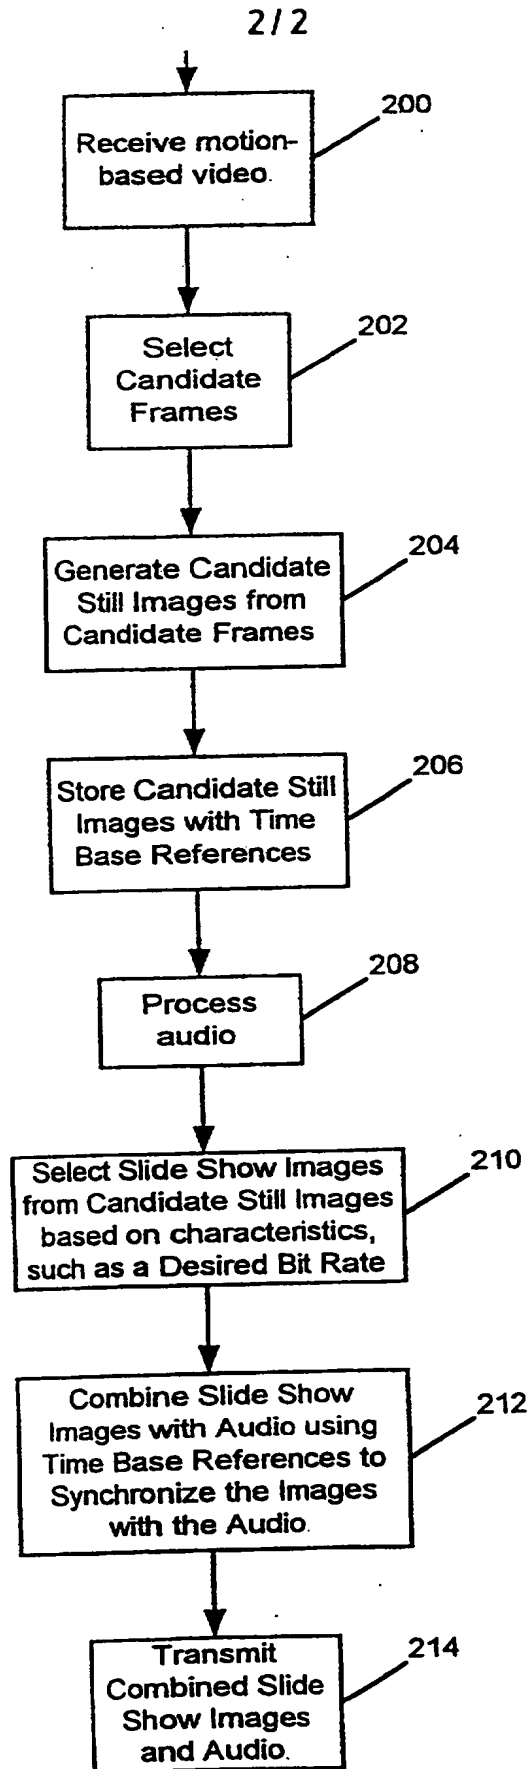 2/2
200
Receive motion-
based video.
202
Select
Candidate
Frames
204
Generate Candidate
Still Images from
Candidate Frames
206
Store Candidate Still
Images with Time
Base References
208
Process
audio
210
Select Slide Show Images
from Candidate Still Images
based on characteristics,
such as a Desired Bit Rate
212
Combine Slide Show
Images with Audio using
Time Base References to
Synchronize the Images
with the Audio.
214
Transmit
Combined Slide
Show Images
and Audio.